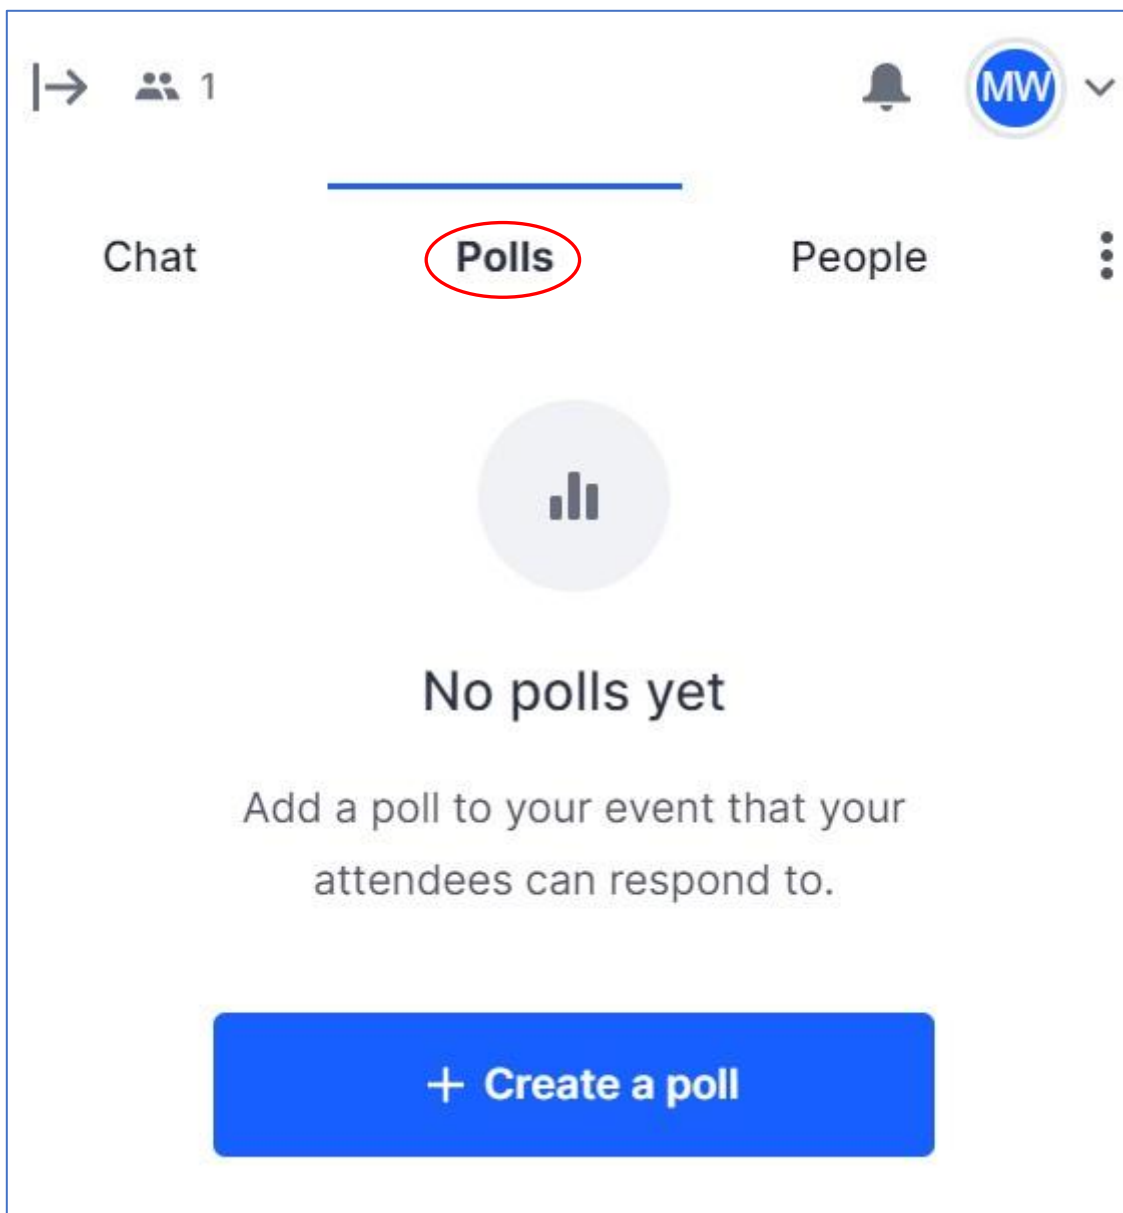 1
MW
Chat
Polls
People
No polls yet
Add a poll to your event that your
attendees can respond to.
+ Create a poll